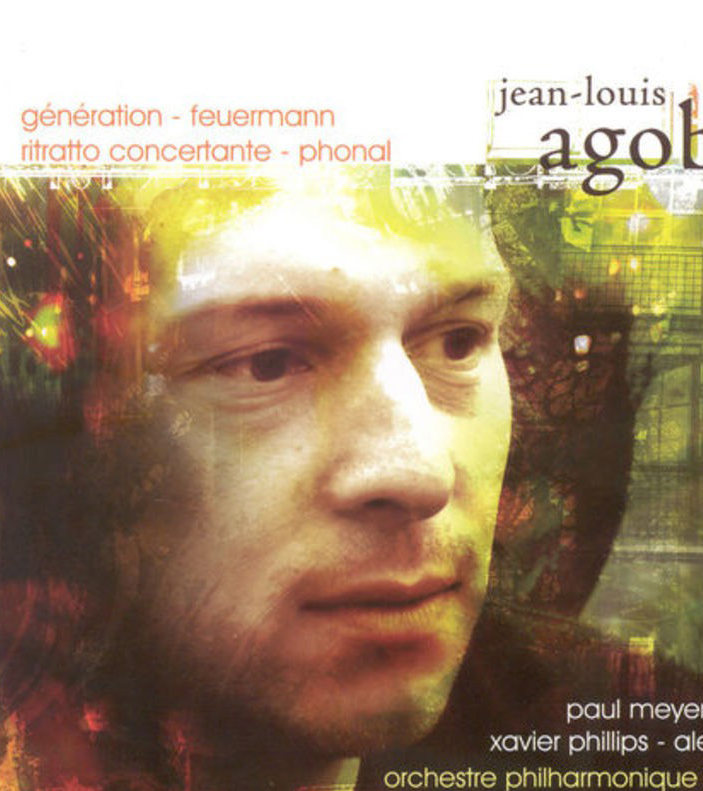 génération - feuermann
ritratto concertante - phonal
jean-louis
agob
paul meyer
xavier phillips - ale
orchestre philharmonique